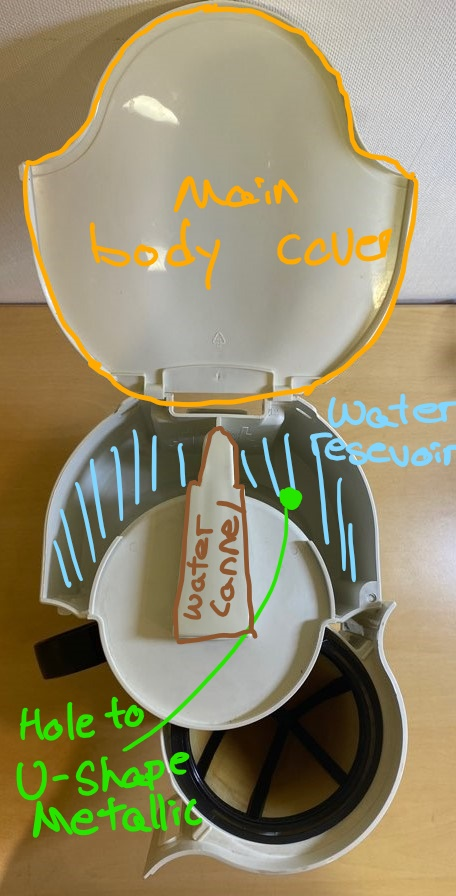 Main
body cover
Water
resevoir
Water
Cannel
Hole to
U-Shape
Metallic